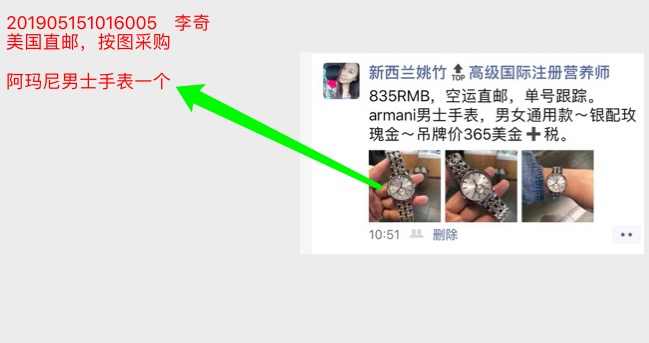 201905151016005 李奇
美国直邮，按图采购
阿玛尼男士手表一个
新西兰姚竹TOP高级国际注册营养师
835RMB，空运直邮，单号跟踪。
armani男士手表，男女通用款～银配玫
瑰金～吊牌价365美金➕税。
10:51 删除